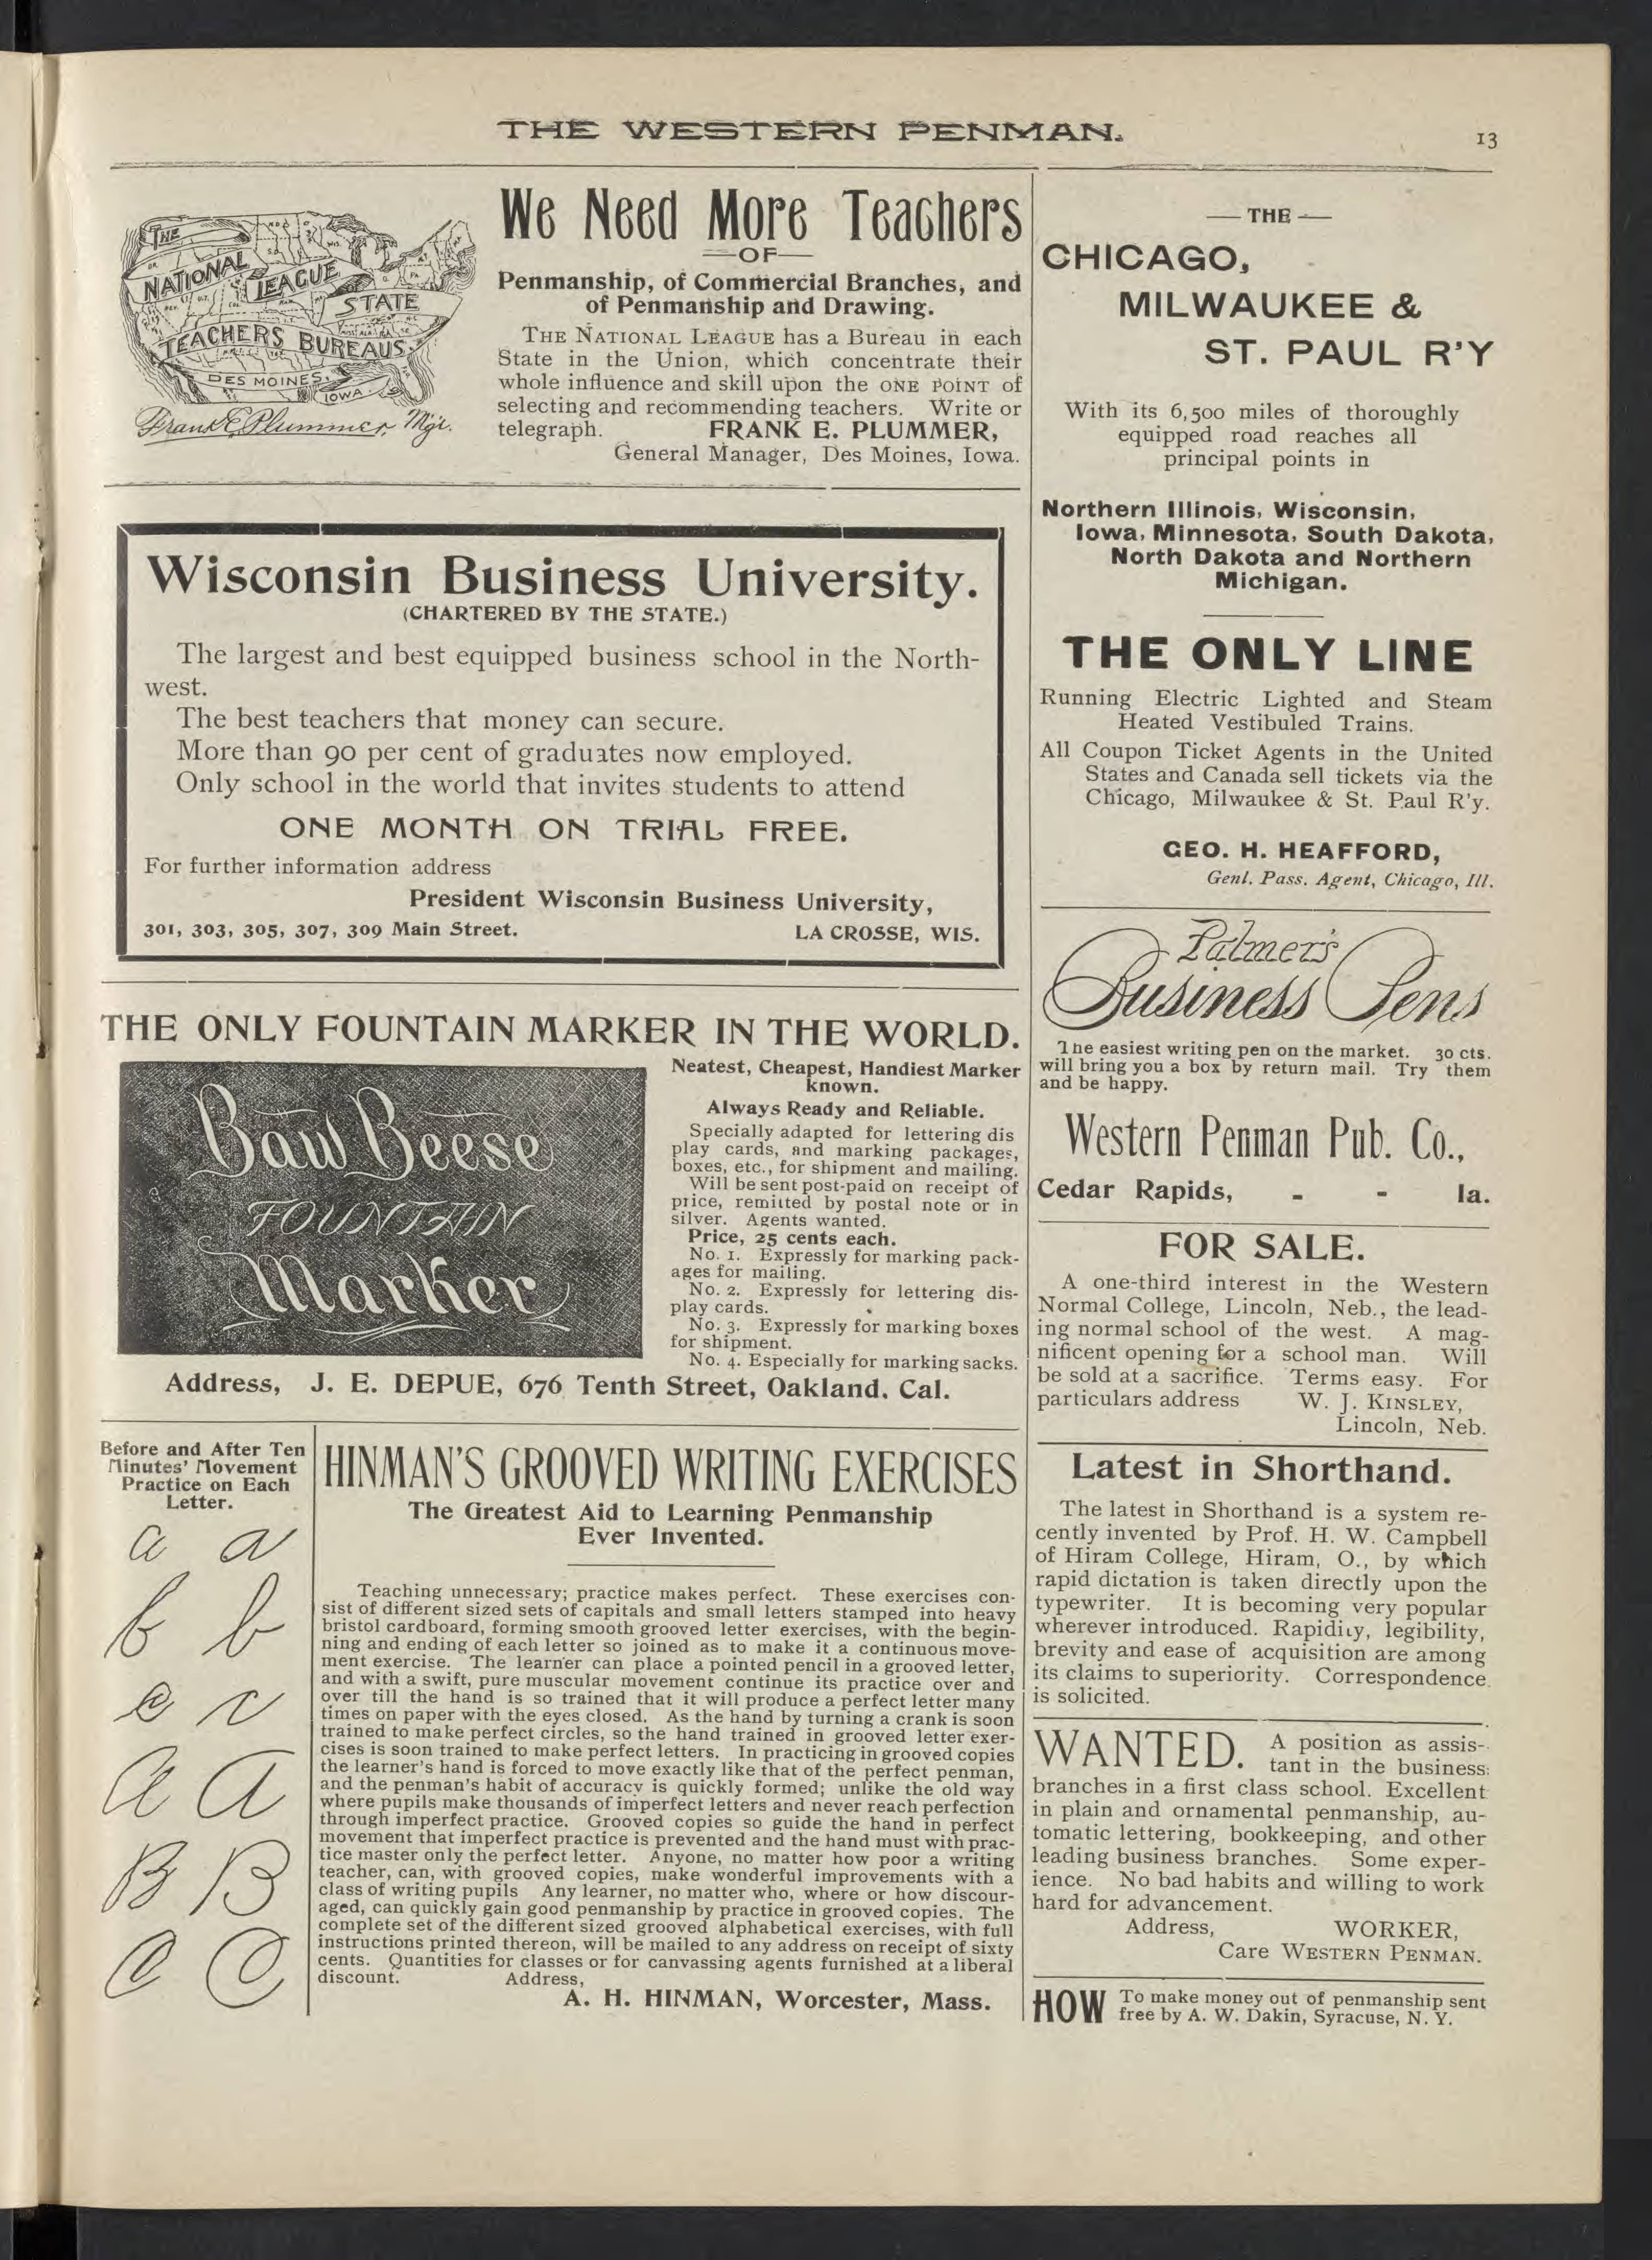 THE WESTERN PENMAN.
13
THE
NATIONAL
LEAGUE
STATE
TEACHERS BUREAUS.
DES MOINES,
IOWA
Frank E. Plummer, Mgr.
We Need More Teachers
OF
Penmanship, of Commercial Branches, and
of Penmanship and Drawing.
THE NATIONAL LEAGUE has a Bureau in each
State in the Union, which concentrate their
whole influence and skill upon the ONE POINT of
selecting and recommending teachers. Write or
telegraph. FRANK E. PLUMMER,
General Manager, Des Moines, Iowa.
Wisconsin Business University.
(CHARTERED BY THE STATE.)
The largest and best equipped business school in the North-
west.
The best teachers that money can secure.
More than 90 per cent of graduates now employed.
Only school in the world that invites students to attend
ONE MONTH ON TRIAL FREE.
For further information address
President Wisconsin Business University,
301, 303, 305, 307, 309 Main Street. LA CROSSE, WIS.
THE ONLY FOUNTAIN MARKER IN THE WORLD.
Baw Beese
FOUNTAIN
Marker
Neatest, Cheapest, Handiest Marker
known.
Always Ready and Reliable.
Specially adapted for lettering dis
play cards, and marking packages,
boxes, etc., for shipment and mailing.
Will be sent post-paid on receipt of
price, remitted by postal note or in
silver. Agents wanted.
Price, 25 cents each.
No. 1. Expressly for marking pack-
ages for mailing.
No. 2. Expressly for lettering dis-
play cards.
No. 3. Expressly for marking boxes
for shipment.
No. 4. Especially for marking sacks.
Address, J. E. DEPUE, 676 Tenth Street, Oakland, Cal.
Before and After Ten
Minutes' Movement
Practice on Each
Letter.
a a
b b
c c
a a
B B
C C
HINMAN'S GROOVED WRITING EXERCISES
The Greatest Aid to Learning Penmanship
Ever Invented.
Teaching unnecessary; practice makes perfect. These exercises con-
sist of different sized sets of capitals and small letters stamped into heavy
bristol cardboard, forming smooth grooved letter exercises, with the begin-
ning and ending of each letter so joined as to make it a continuous move-
ment exercise. The learner can place a pointed pencil in a grooved letter,
and with a swift, pure muscular movement continue its practice over and
over till the hand is so trained that it will produce a perfect letter many
times on paper with the eyes closed. As the hand by turning a crank is soon
trained to make perfect circles, so the hand trained in grooved letter exer-
cises is soon trained to make perfect letters. In practicing in grooved copies
the learner's hand is forced to move exactly like that of the perfect penman,
and the penman's habit of accuracy is quickly formed; unlike the old way
where pupils make thousands of imperfect letters and never reach perfection
through imperfect practice. Grooved copies so guide the hand in perfect
movement that imperfect practice is prevented and the hand must with prac-
tice master only the perfect letter. Anyone, no matter how poor a writing
teacher, can, with grooved copies, make wonderful improvements with a
class of writing pupils Any learner, no matter who, where or how discour-
aged, can quickly gain good penmanship by practice in grooved copies. The
complete set of the different sized grooved alphabetical exercises, with full
instructions printed thereon, will be mailed to any address on receipt of sixty
cents. Quantities for classes or for canvassing agents furnished at a liberal
discount. Address,
A. H. HINMAN, Worcester, Mass.
THE
CHICAGO,
MILWAUKEE &
ST. PAUL R'Y
With its 6,500 miles of thoroughly
equipped road reaches all
principal points in
Northern Illinois, Wisconsin,
Iowa, Minnesota, South Dakota,
North Dakota and Northern
Michigan.
THE ONLY LINE
Running Electric Lighted and Steam
Heated Vestibuled Trains.
All Coupon Ticket Agents in the United
States and Canada sell tickets via the
Chicago, Milwaukee & St. Paul R'y.
GEO. H. HEAFFORD,
Genl. Pass. Agent, Chicago, Ill.
Palmer's
Business Pens
The easiest writing pen on the market. 30 cts.
will bring you a box by return mail. Try them
and be happy.
Western Penman Pub. Co.,
Cedar Rapids, - - Ia.
FOR SALE.
A one-third interest in the Western
Normal College, Lincoln, Neb., the lead-
ing normal school of the west. A mag-
nificent opening for a school man. Will
be sold at a sacrifice. Terms easy. For
particulars address W. J. KINSLEY,
Lincoln, Neb.
Latest in Shorthand.
The latest in Shorthand is a system re-
cently invented by Prof. H. W. Campbell
of Hiram College, Hiram, O., by which
rapid dictation is taken directly upon the
typewriter. It is becoming very popular
wherever introduced. Rapidity, legibility,
brevity and ease of acquisition are among
its claims to superiority. Correspondence
is solicited.
WANTED. A position as assis-
tant in the business
branches in a first class school. Excellent
in plain and ornamental penmanship, au-
tomatic lettering, bookkeeping, and other
leading business branches. Some exper-
ience. No bad habits and willing to work
hard for advancement.
Address, WORKER,
Care WESTERN PENMAN.
HOW To make money out of penmanship sent
free by A. W. Dakin, Syracuse, N. Y.